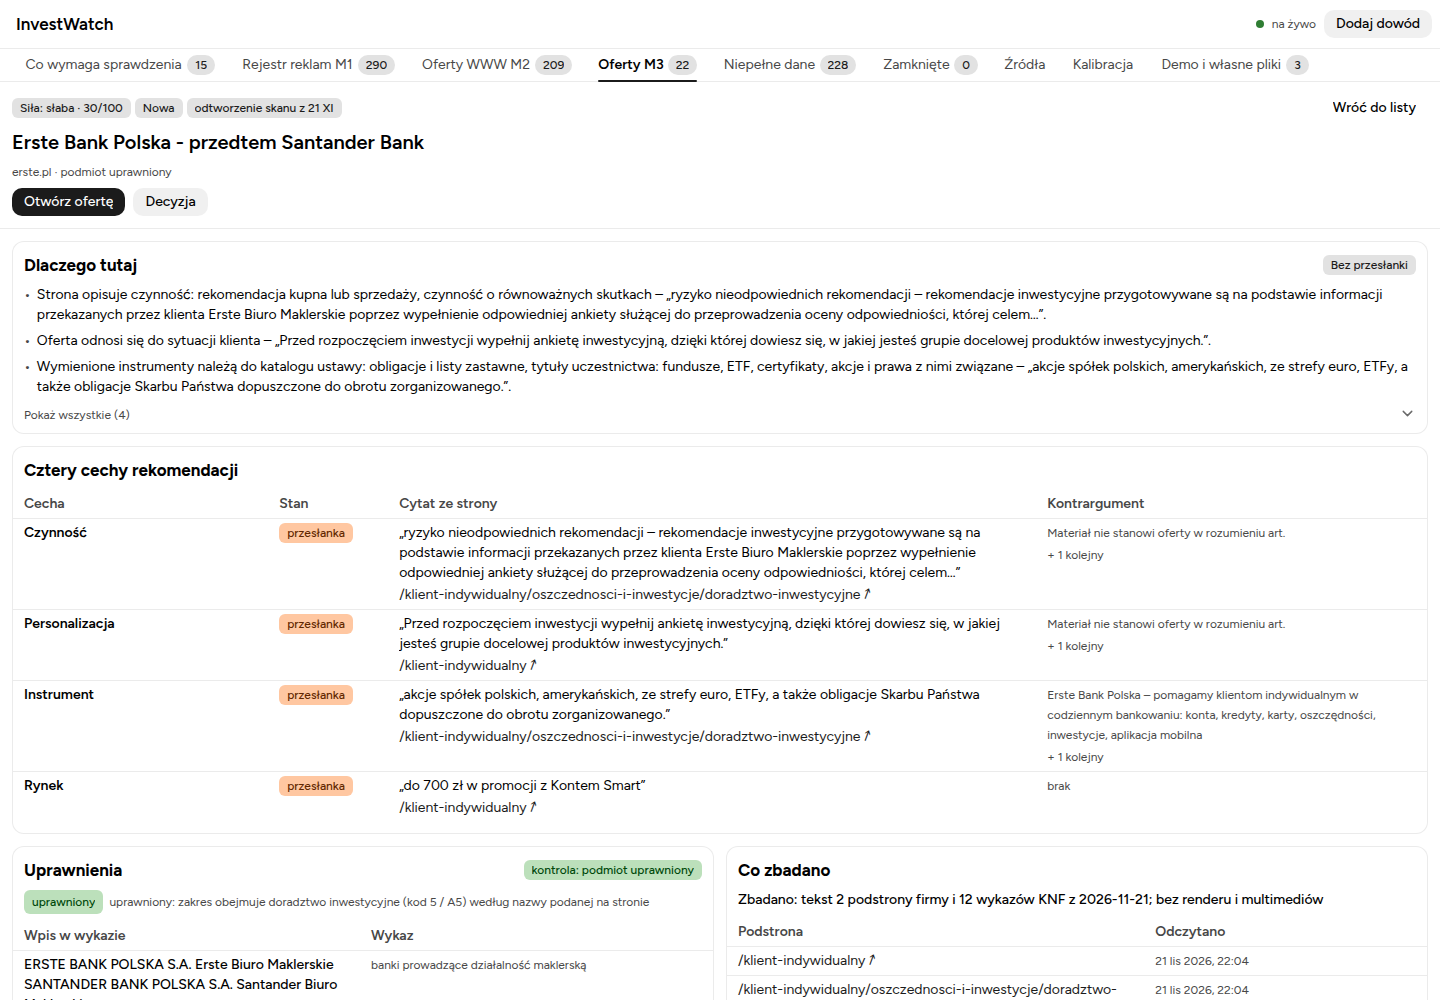 InvestWatch
na żywo
Dodaj dowód
Co wymaga sprawdzenia 15
Rejestr reklam M1 290
Oferty WWW M2 209
Oferty M3 22
Niepełne dane 228
Zamknięte 0
Źródła
Kalibracja
Demo i własne pliki 3
Siła: słaba · 30/100
Nowa
odtworzenie skanu z 21 XI
Wróć do listy
Erste Bank Polska - przedtem Santander Bank
erste.pl · podmiot uprawniony
Otwórz ofertę
Decyzja
Dlaczego tutaj
Bez przesłanki
• Strona opisuje czynność: rekomendacja kupna lub sprzedaży, czynność o równoważnych skutkach – „ryzyko nieodpowiednich rekomendacji – rekomendacje inwestycyjne przygotowywane są na podstawie informacji
przekazanych przez klienta Erste Biuro Maklerskie poprzez wypełnienie odpowiedniej ankiety służącej do przeprowadzenia oceny odpowiedniości, której celem…”.
• Oferta odnosi się do sytuacji klienta – „Przed rozpoczęciem inwestycji wypełnij ankietę inwestycyjną, dzięki której dowiesz się, w jakiej jesteś grupie docelowej produktów inwestycyjnych.”.
• Wymienione instrumenty należą do katalogu ustawy: obligacje i listy zastawne, tytuły uczestnictwa: fundusze, ETF, certyfikaty, akcje i prawa z nimi związane – „akcje spółek polskich, amerykańskich, ze strefy euro, ETFy, a
także obligacje Skarbu Państwa dopuszczone do obrotu zorganizowanego.”.
Pokaż wszystkie (4)
Cztery cechy rekomendacji
Cecha
Stan
Cytat ze strony
Kontrargument
Czynność
przesłanka
„ryzyko nieodpowiednich rekomendacji – rekomendacje inwestycyjne przygotowywane są na
podstawie informacji przekazanych przez klienta Erste Biuro Maklerskie poprzez wypełnienie
odpowiedniej ankiety służącej do przeprowadzenia oceny odpowiedniości, której celem…”
/klient-indywidualny/oszczednosci-i-inwestycje/doradztwo-inwestycyjne ↗
Materiał nie stanowi oferty w rozumieniu art.
+ 1 kolejny
Personalizacja
przesłanka
„Przed rozpoczęciem inwestycji wypełnij ankietę inwestycyjną, dzięki której dowiesz się, w jakiej
jesteś grupie docelowej produktów inwestycyjnych.”
/klient-indywidualny ↗
Materiał nie stanowi oferty w rozumieniu art.
+ 1 kolejny
Instrument
przesłanka
„akcje spółek polskich, amerykańskich, ze strefy euro, ETFy, a także obligacje Skarbu Państwa
dopuszczone do obrotu zorganizowanego.”
/klient-indywidualny/oszczednosci-i-inwestycje/doradztwo-inwestycyjne ↗
Erste Bank Polska – pomagamy klientom indywidualnym w
codziennym bankowaniu: konta, kredyty, karty, oszczędności,
inwestycje, aplikacja mobilna
+ 1 kolejny
Rynek
przesłanka
„do 700 zł w promocji z Kontem Smart”
/klient-indywidualny ↗
brak
Uprawnienia
kontrola: podmiot uprawniony
uprawniony
uprawniony: zakres obejmuje doradztwo inwestycyjne (kod 5 / A5) według nazwy podanej na stronie
Wpis w wykazie
Wykaz
ERSTE BANK POLSKA S.A. Erste Biuro Maklerskie
SANTANDER BANK POLSKA S.A. Santander Biuro
banki prowadzące działalność maklerską
Co zbadano
Zbadano: tekst 2 podstrony firmy i 12 wykazów KNF z 2026-11-21; bez renderu i multimediów
Podstrona
Odczytano
/klient-indywidualny ↗
21 lis 2026, 22:04
/klient-indywidualny/oszczednosci-i-inwestycje/doradztwo-
21 lis 2026, 22:04